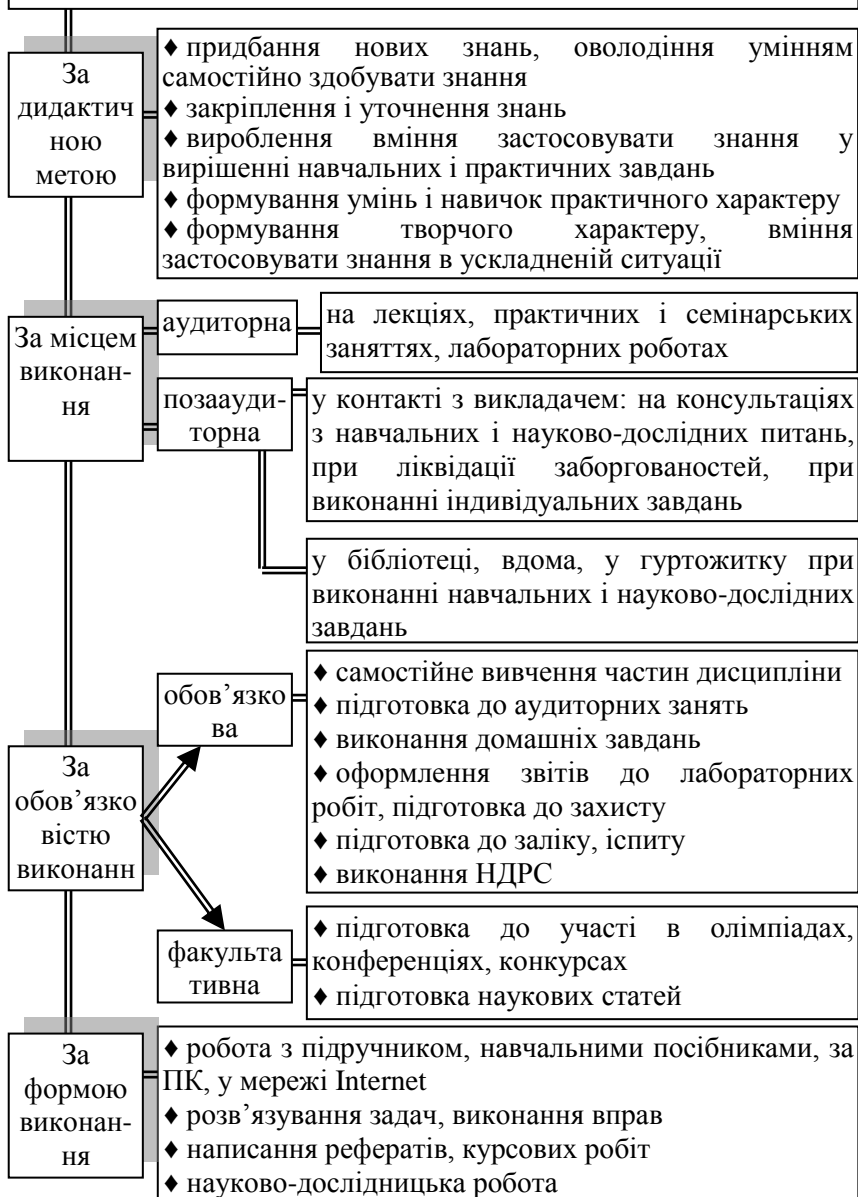 За
дидактич
ною
метою
♦ придбання нових знань, оволодіння умінням
самостійно здобувати знання
♦ закріплення і уточнення знань
♦ вироблення вміння застосовувати знання у
вирішенні навчальних і практичних завдань
♦ формування умінь і навичок практичного характеру
♦ формування творчого характеру, вміння
застосовувати знання в ускладненій ситуації
За місцем
виконан-
ня
аудиторна
на лекціях, практичних і семінарських
заняттях, лабораторних роботах
позаауди-
торна
у контакті з викладачем: на консультаціях
з навчальних і науково-дослідних питань,
при ліквідації заборгованостей, при
виконанні індивідуальних завдань
у бібліотеці, вдома, у гуртожитку при
виконанні навчальних і науково-дослідних
завдань
За
обов’язко
вістю
виконанн
обов’язко
ва
♦ самостійне вивчення частин дисципліни
♦ підготовка до аудиторних занять
♦ виконання домашніх завдань
♦ оформлення звітів до лабораторних
робіт, підготовка до захисту
♦ підготовка до заліку, іспиту
♦ виконання НДРС
факульта
тивна
♦ підготовка до участі в олімпіадах,
конференціях, конкурсах
♦ підготовка наукових статей
За
формою
виконан-
ня
♦ робота з підручником, навчальними посібниками, за
ПК, у мережі Internet
♦ розв’язування задач, виконання вправ
♦ написання рефератів, курсових робіт
♦ науково-дослідницька робота